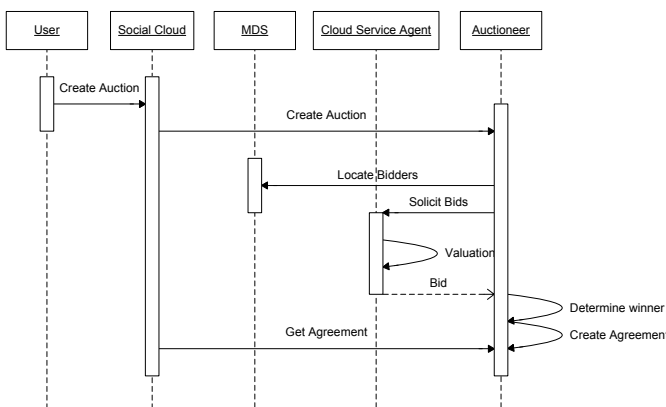 User
Social Cloud
MDS
Cloud Service Agent
Auctioneer
Create Auction
Create Auction
Locate Bidders
Solicit Bids
Valuation
Bid
Determine winner
Create Agreemen
Get Agreement